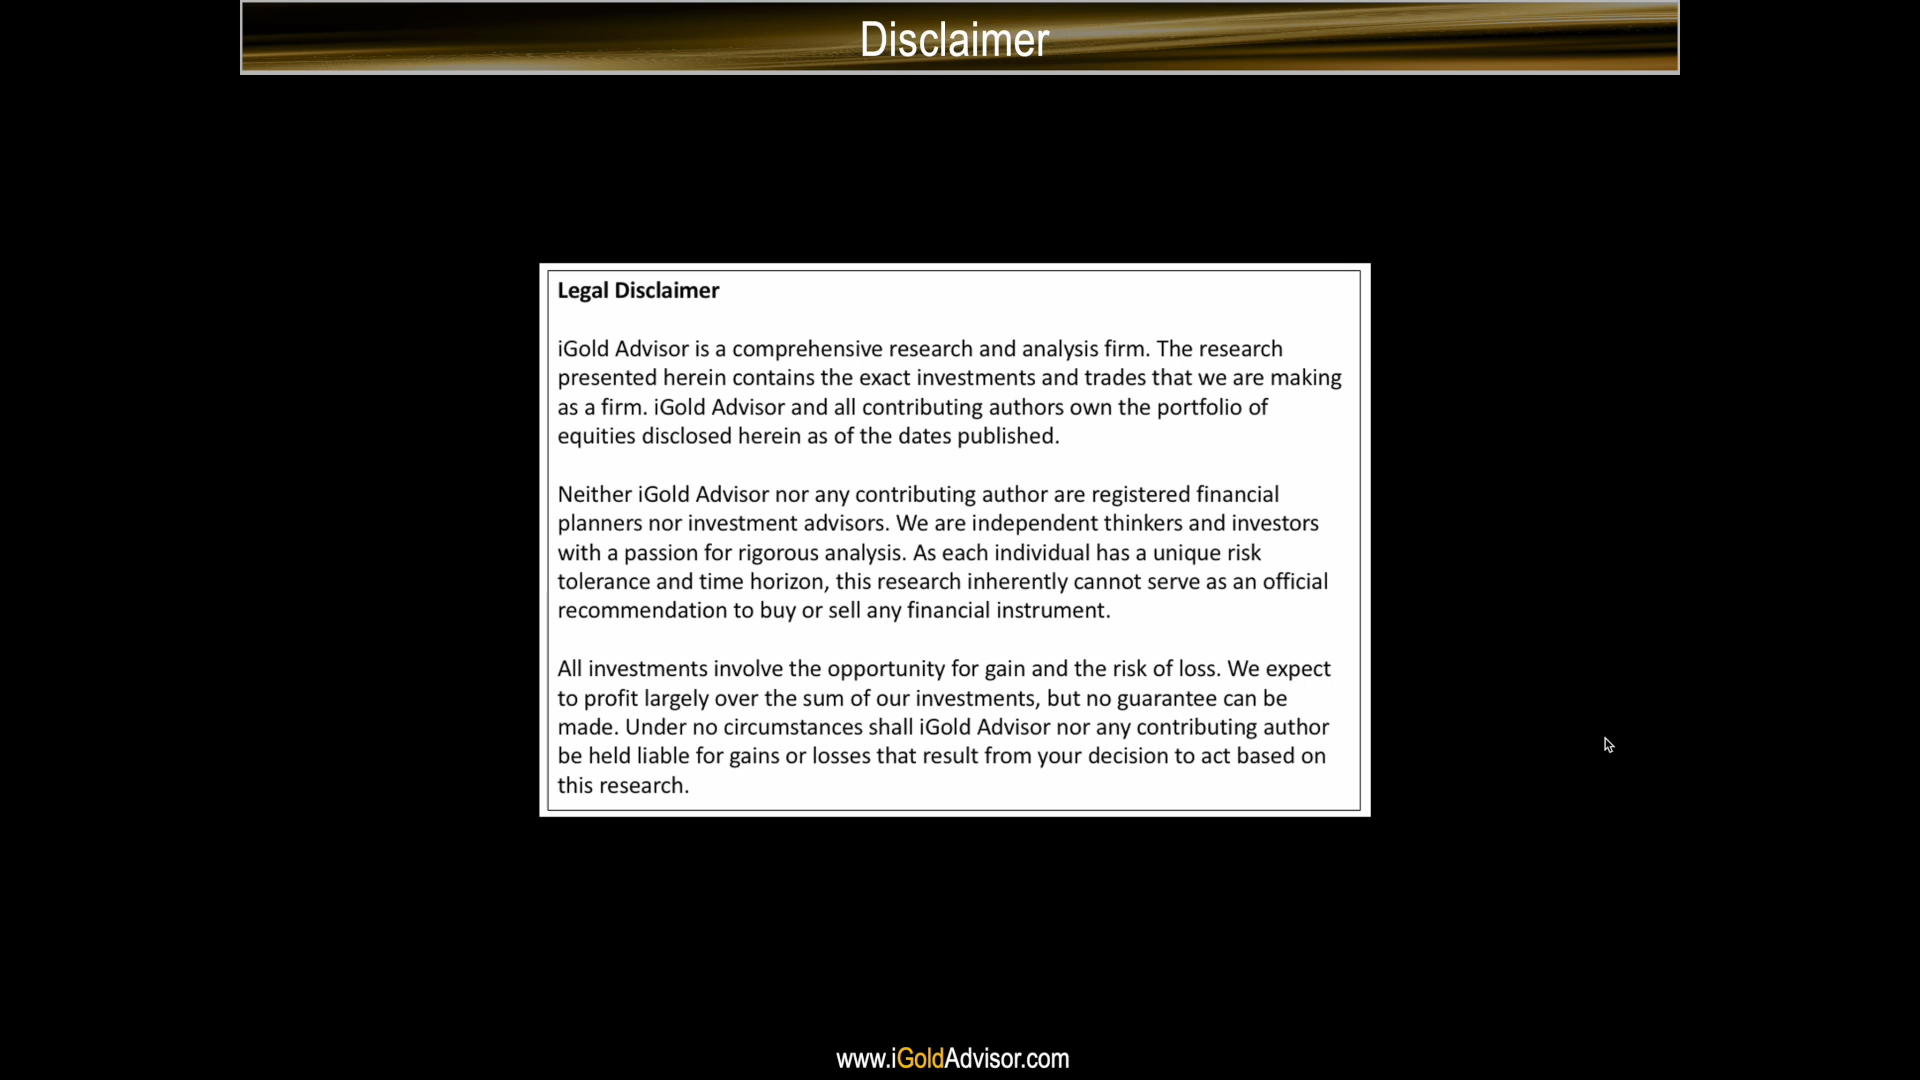 Disclaimer
Legal Disclaimer
iGold Advisor is a comprehensive research and analysis firm. The research
presented herein contains the exact investments and trades that we are making
as a firm. iGold Advisor and all contributing authors own the portfolio of
equities disclosed herein as of the dates published.
Neither iGold Advisor nor any contributing author are registered financial
planners nor investment advisors. We are independent thinkers and investors
with a passion for rigorous analysis. As each individual has a unique risk
tolerance and time horizon, this research inherently cannot serve as an official
recommendation to buy or sell any financial instrument.
All investments involve the opportunity for gain and the risk of loss. We expect
to profit largely over the sum of our investments, but no guarantee can be
made. Under no circumstances shall iGold Advisor nor any contributing author
be held liable for gains or losses that result from your decision to act based on
this research.
www.iGoldAdvisor.com